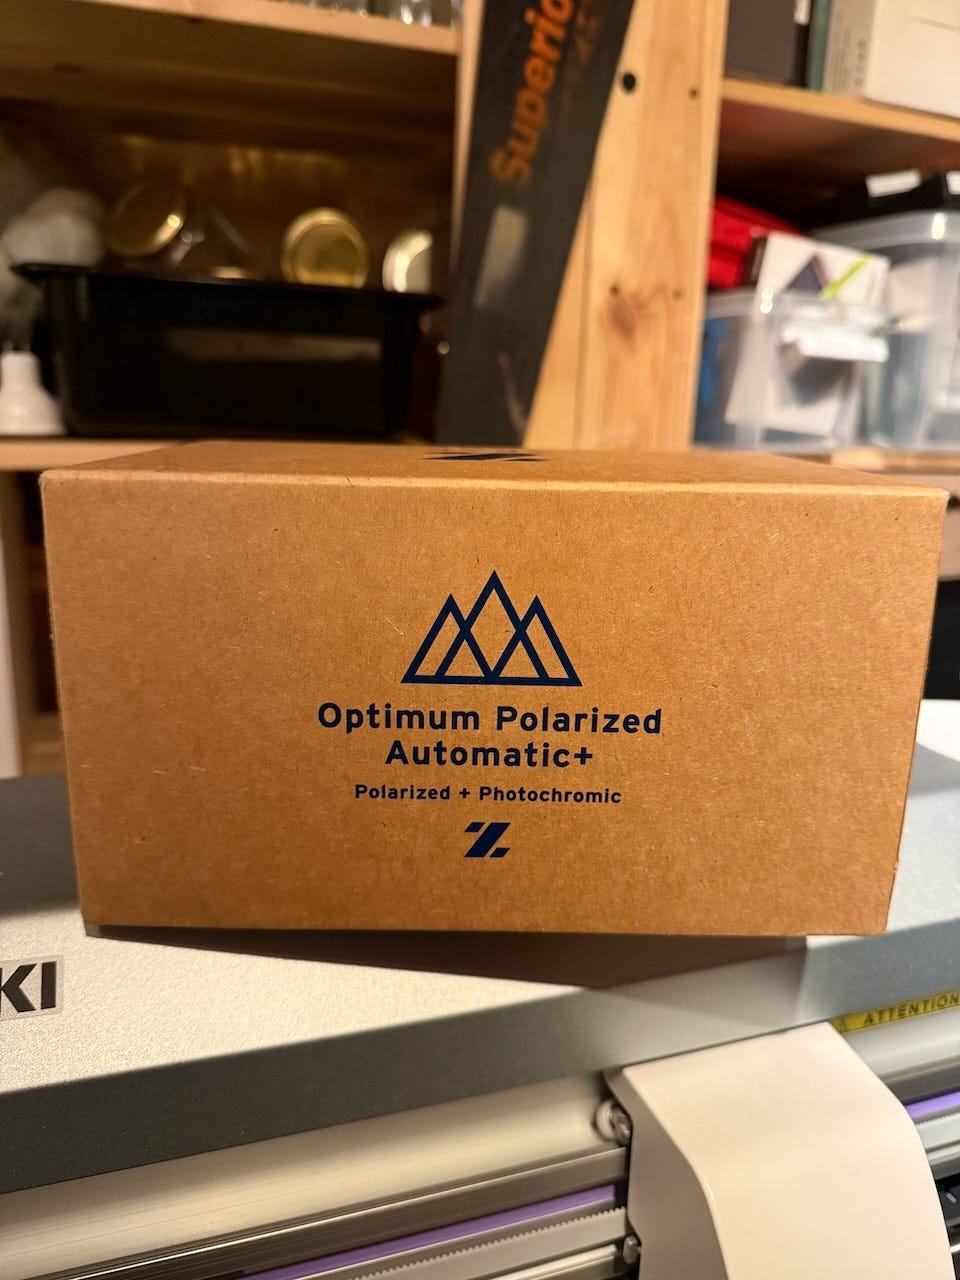 Superio
Optimum Polarized
Automatic+
Polarized + Photochromic
Z
KI
ATTENTION